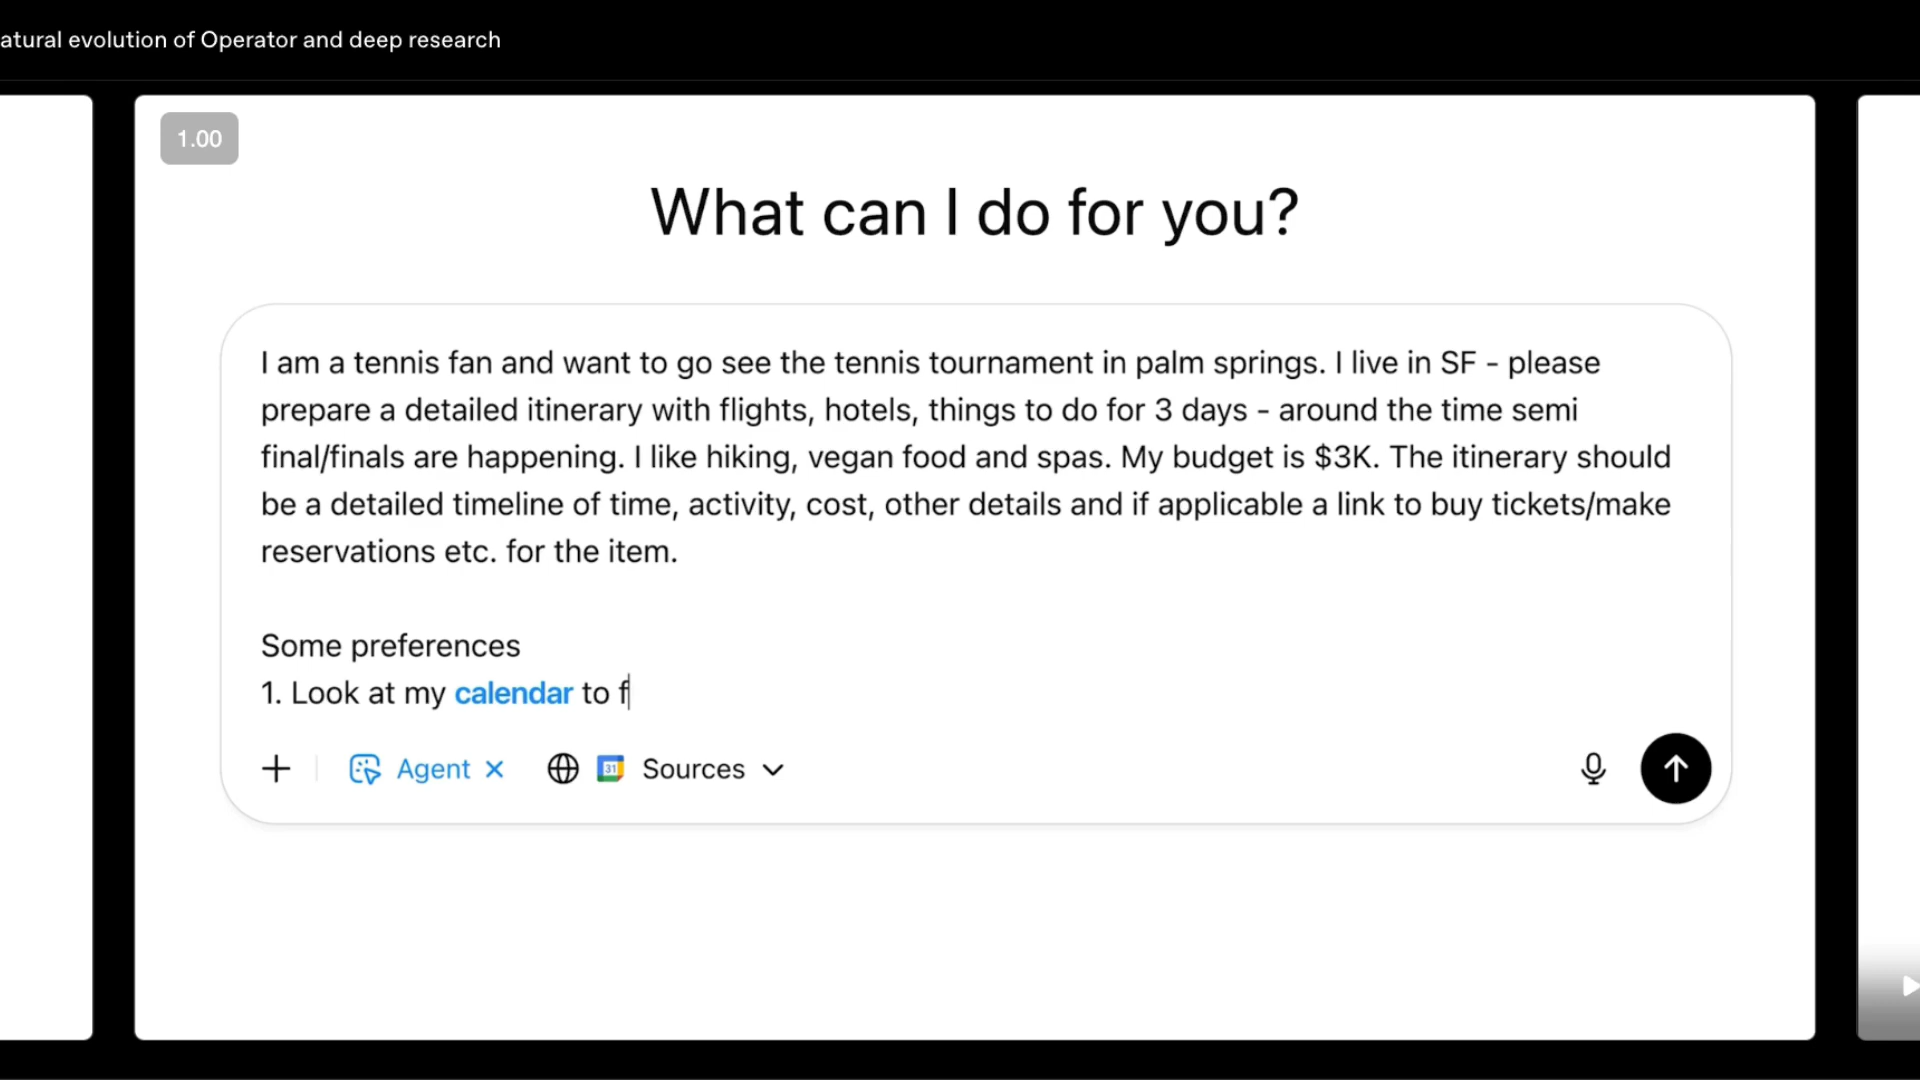 atural evolution of Operator and deep research
1.00
What can I do for you?
I am a tennis fan and want to go see the tennis tournament in palm springs. I live in SF - please
prepare a detailed itinerary with flights, hotels, things to do for 3 days - around the time semi
final/finals are happening. I like hiking, vegan food and spas. My budget is $3K. The itinerary should
be a detailed timeline of time, activity, cost, other details and if applicable a link to buy tickets/make
reservations etc. for the item.
Some preferences
1. Look at my calendar to f
Agent
31
Sources